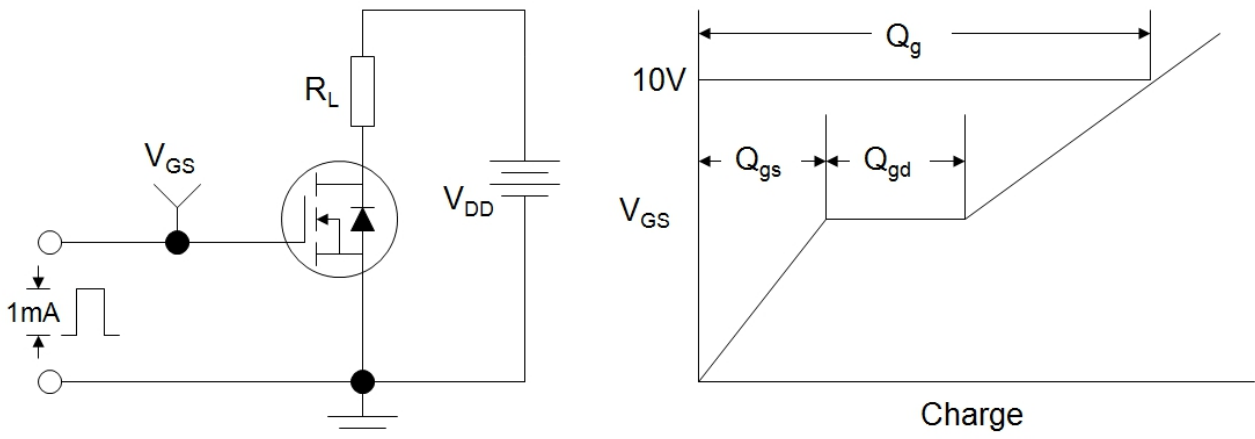 R_L
V_GS
V_DD
1mA
Q_g
10V
Q_gs Q_gd
V_GS
Charge